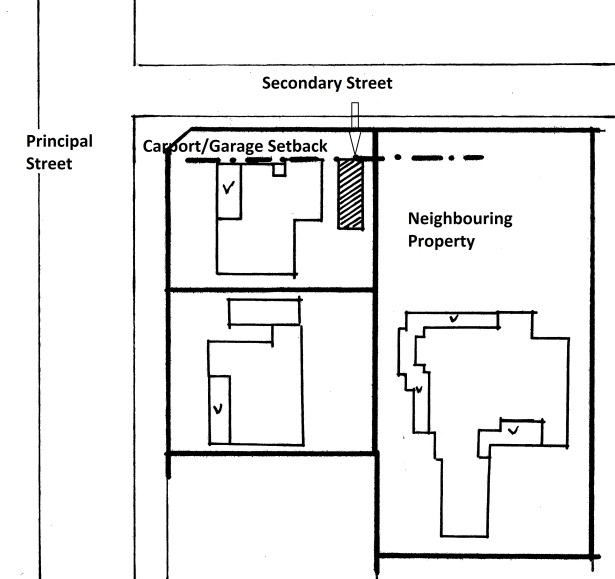 Secondary Street
Principal
Street
Carport/Garage Setback
Neighbouring
Property
V
V
V
V
V